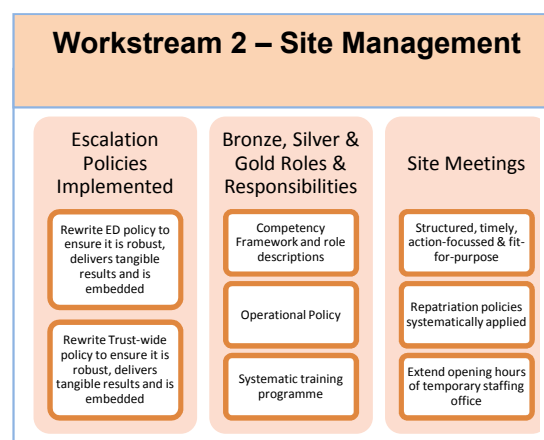 Workstream 2 – Site Management
Escalation
Policies
Implemented
Rewrite ED policy to
ensure it is robust,
delivers tangible
results and is
embedded
Rewrite Trust-wide
policy to ensure it is
robust, delivers
tangible results and is
embedded
Bronze, Silver &
Gold Roles &
Responsibilities
Competency
Framework and role
descriptions
Operational Policy
Systematic training
programme
Site Meetings
Structured, timely,
action-focussed & fit-
for-purpose
Repatriation policies
systematically applied
Extend opening hours
of temporary staffing
office